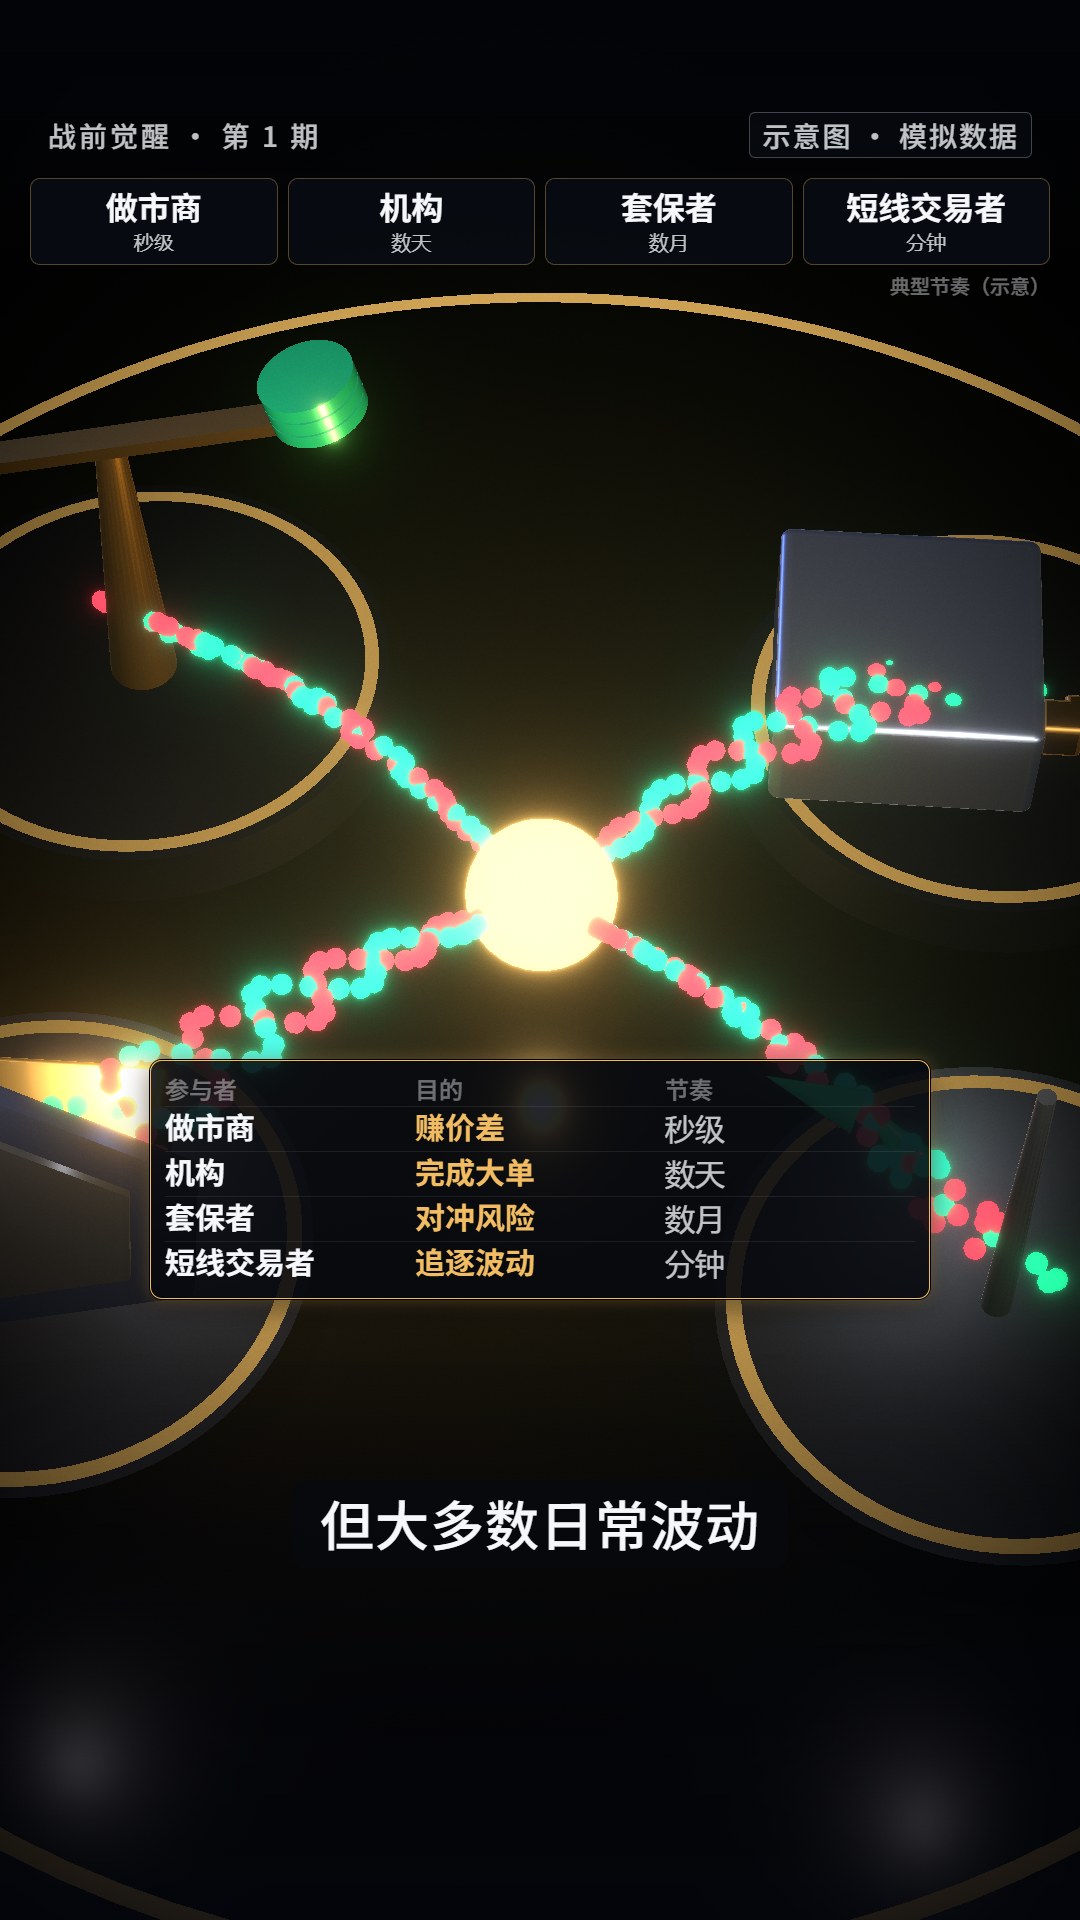 战前觉醒 · 第 1 期
示意图 · 模拟数据
做市商 机构 套保者 短线交易者
秒级 数天 数月 分钟
典型节奏（示意）
参与者 目的 节奏
做市商 赚价差 秒级
机构 完成大单 数天
套保者 对冲风险 数月
短线交易者 追逐波动 分钟
但大多数日常波动